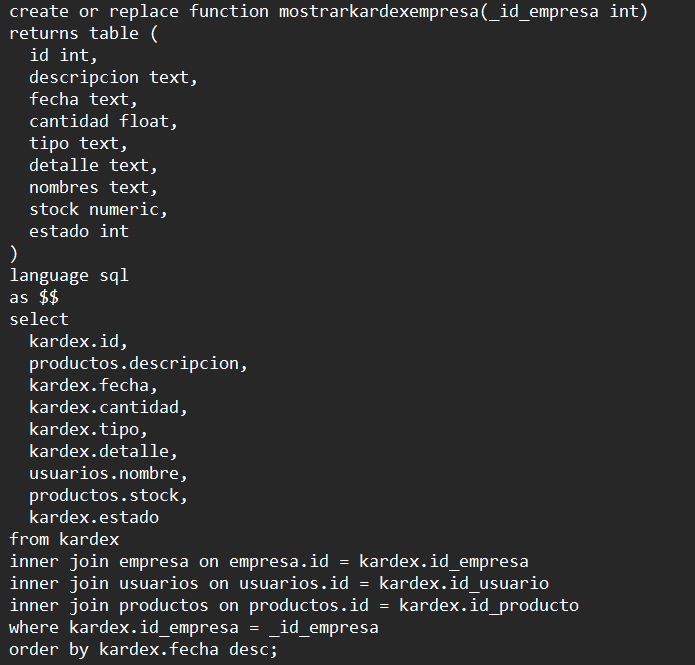 create or replace function mostrarkardexempresa(_id_empresa int)
returns table (
  id int,
  descripcion text,
  fecha text,
  cantidad float,
  tipo text,
  detalle text,
  nombres text,
  stock numeric,
  estado int
)
language sql
as $$
select
  kardex.id,
  productos.descripcion,
  kardex.fecha,
  kardex.cantidad,
  kardex.tipo,
  kardex.detalle,
  usuarios.nombre,
  productos.stock,
  kardex.estado
from kardex
inner join empresa on empresa.id = kardex.id_empresa
inner join usuarios on usuarios.id = kardex.id_usuario
inner join productos on productos.id = kardex.id_producto
where kardex.id_empresa = _id_empresa
order by kardex.fecha desc;